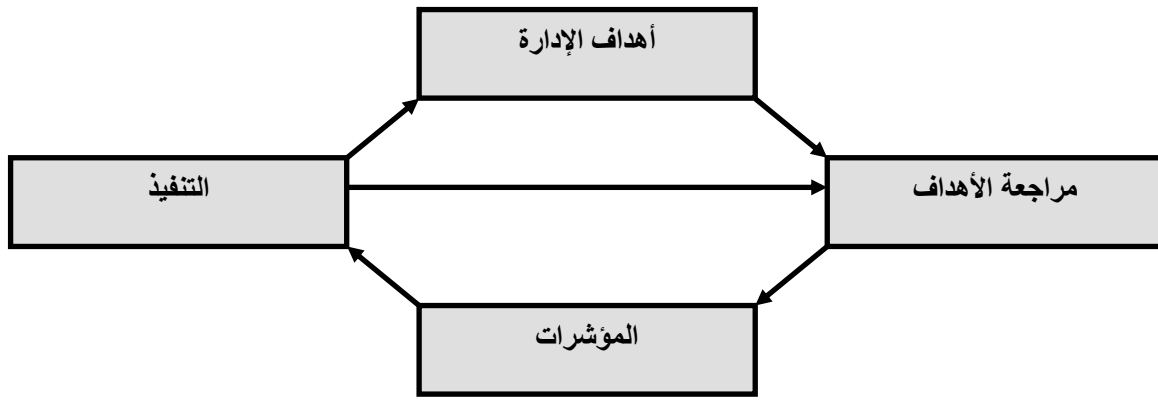 أهداف الإدارة
مراجعة الأهداف
التنفيذ
المؤشرات